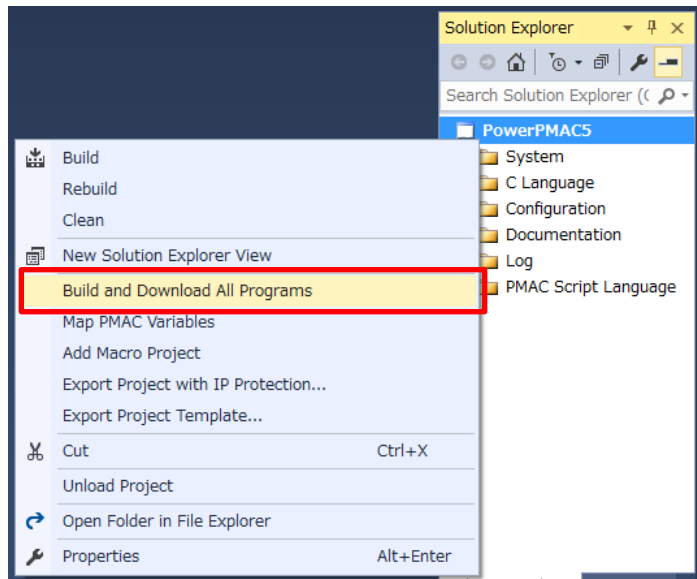 Solution Explorer
Search Solution Explorer ((
PowerPMAC5
System
C Language
Configuration
Documentation
Log
PMAC Script Language
Build
Rebuild
Clean
New Solution Explorer View
Build and Download All Programs
Map PMAC Variables
Add Macro Project
Export Project with IP Protection...
Export Project Template...
Cut Ctrl+X
Unload Project
Open Folder in File Explorer
Properties Alt+Enter